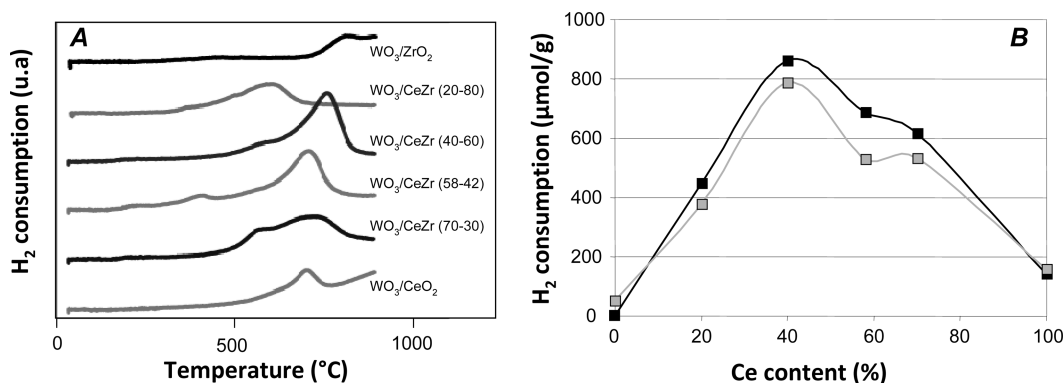 A
H2 consumption (u.a)
WO3/ZrO2
WO3/CeZr (20-80)
WO3/CeZr (40-60)
WO3/CeZr (58-42)
WO3/CeZr (70-30)
WO3/CeO2
0 500 1000
Temperature (°C)
B
H2 consumption (µmol/g)
1000
800
600
400
200
0
0 20 40 60 80 100
Ce content (%)